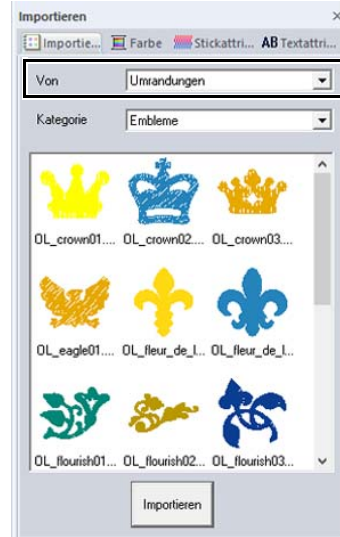 Importieren
Importie... Farbe Stickattri... AB Textattri...
Von Umrandungen
Kategorie Embleme
OL_crown01.... OL_crown02.... OL_crown03....
OL_eagle01.... OL_fleur_de_l... OL_fleur_de_l...
OL_flourish01... OL_flourish02... OL_flourish03...
Importieren